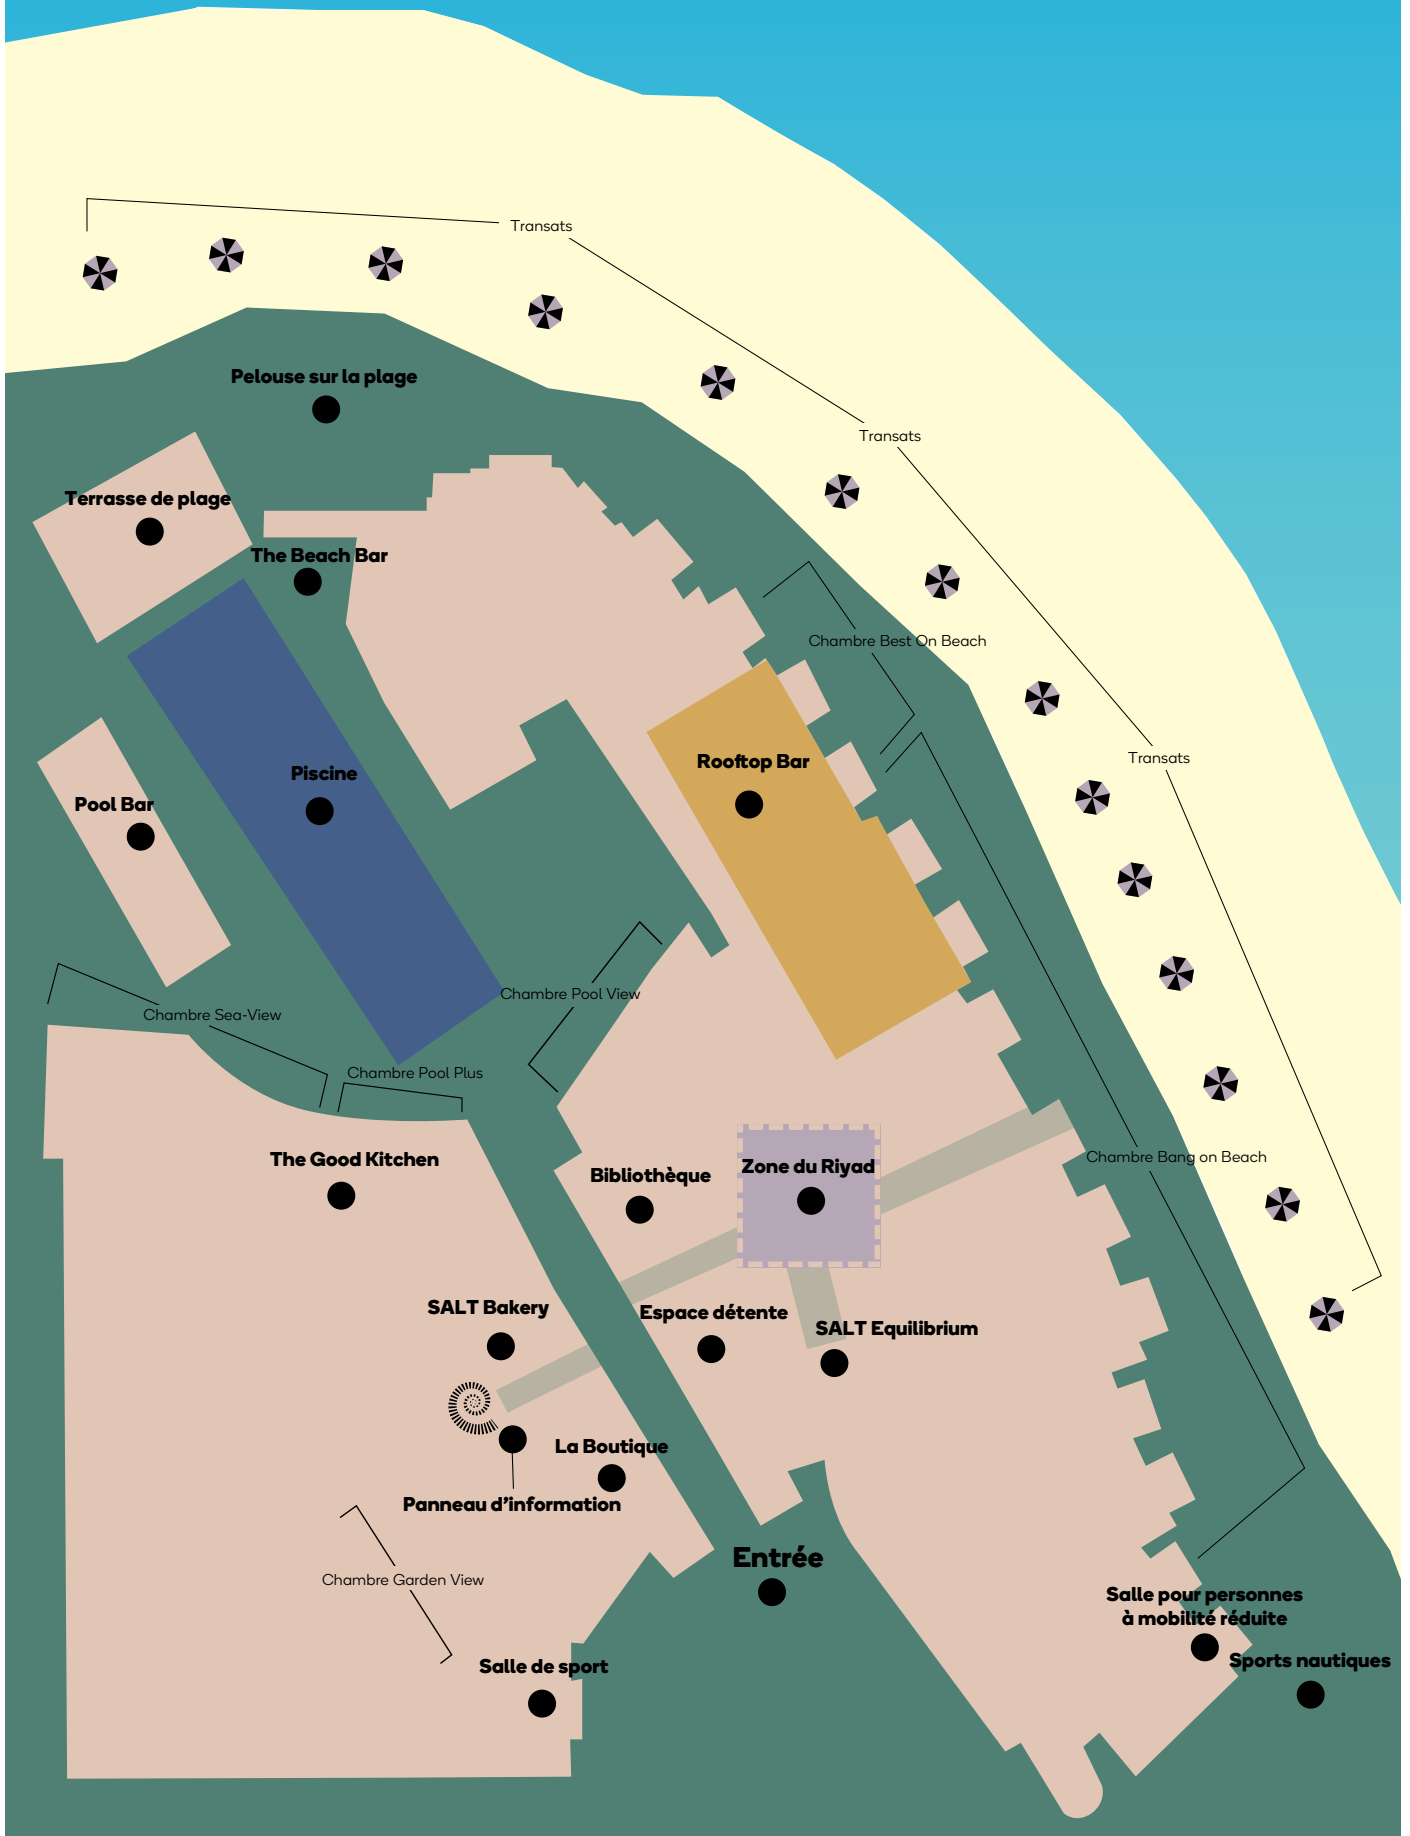 Transats
Pelouse sur la plage
Transats
Terrasse de plage
The Beach Bar
Chambre Best On Beach
Transats
Rooftop Bar
Piscine
Pool Bar
Chambre Pool View
Chambre Sea-View
Chambre Pool Plus
Chambre Bang on Beach
The Good Kitchen
Bibliothèque
Zone du Riyad
SALT Bakery
Espace détente
SALT Equilibrium
La Boutique
Panneau d’information
Entrée
Chambre Garden View
Salle pour personnes
à mobilité réduite
Sports nautiques
Salle de sport